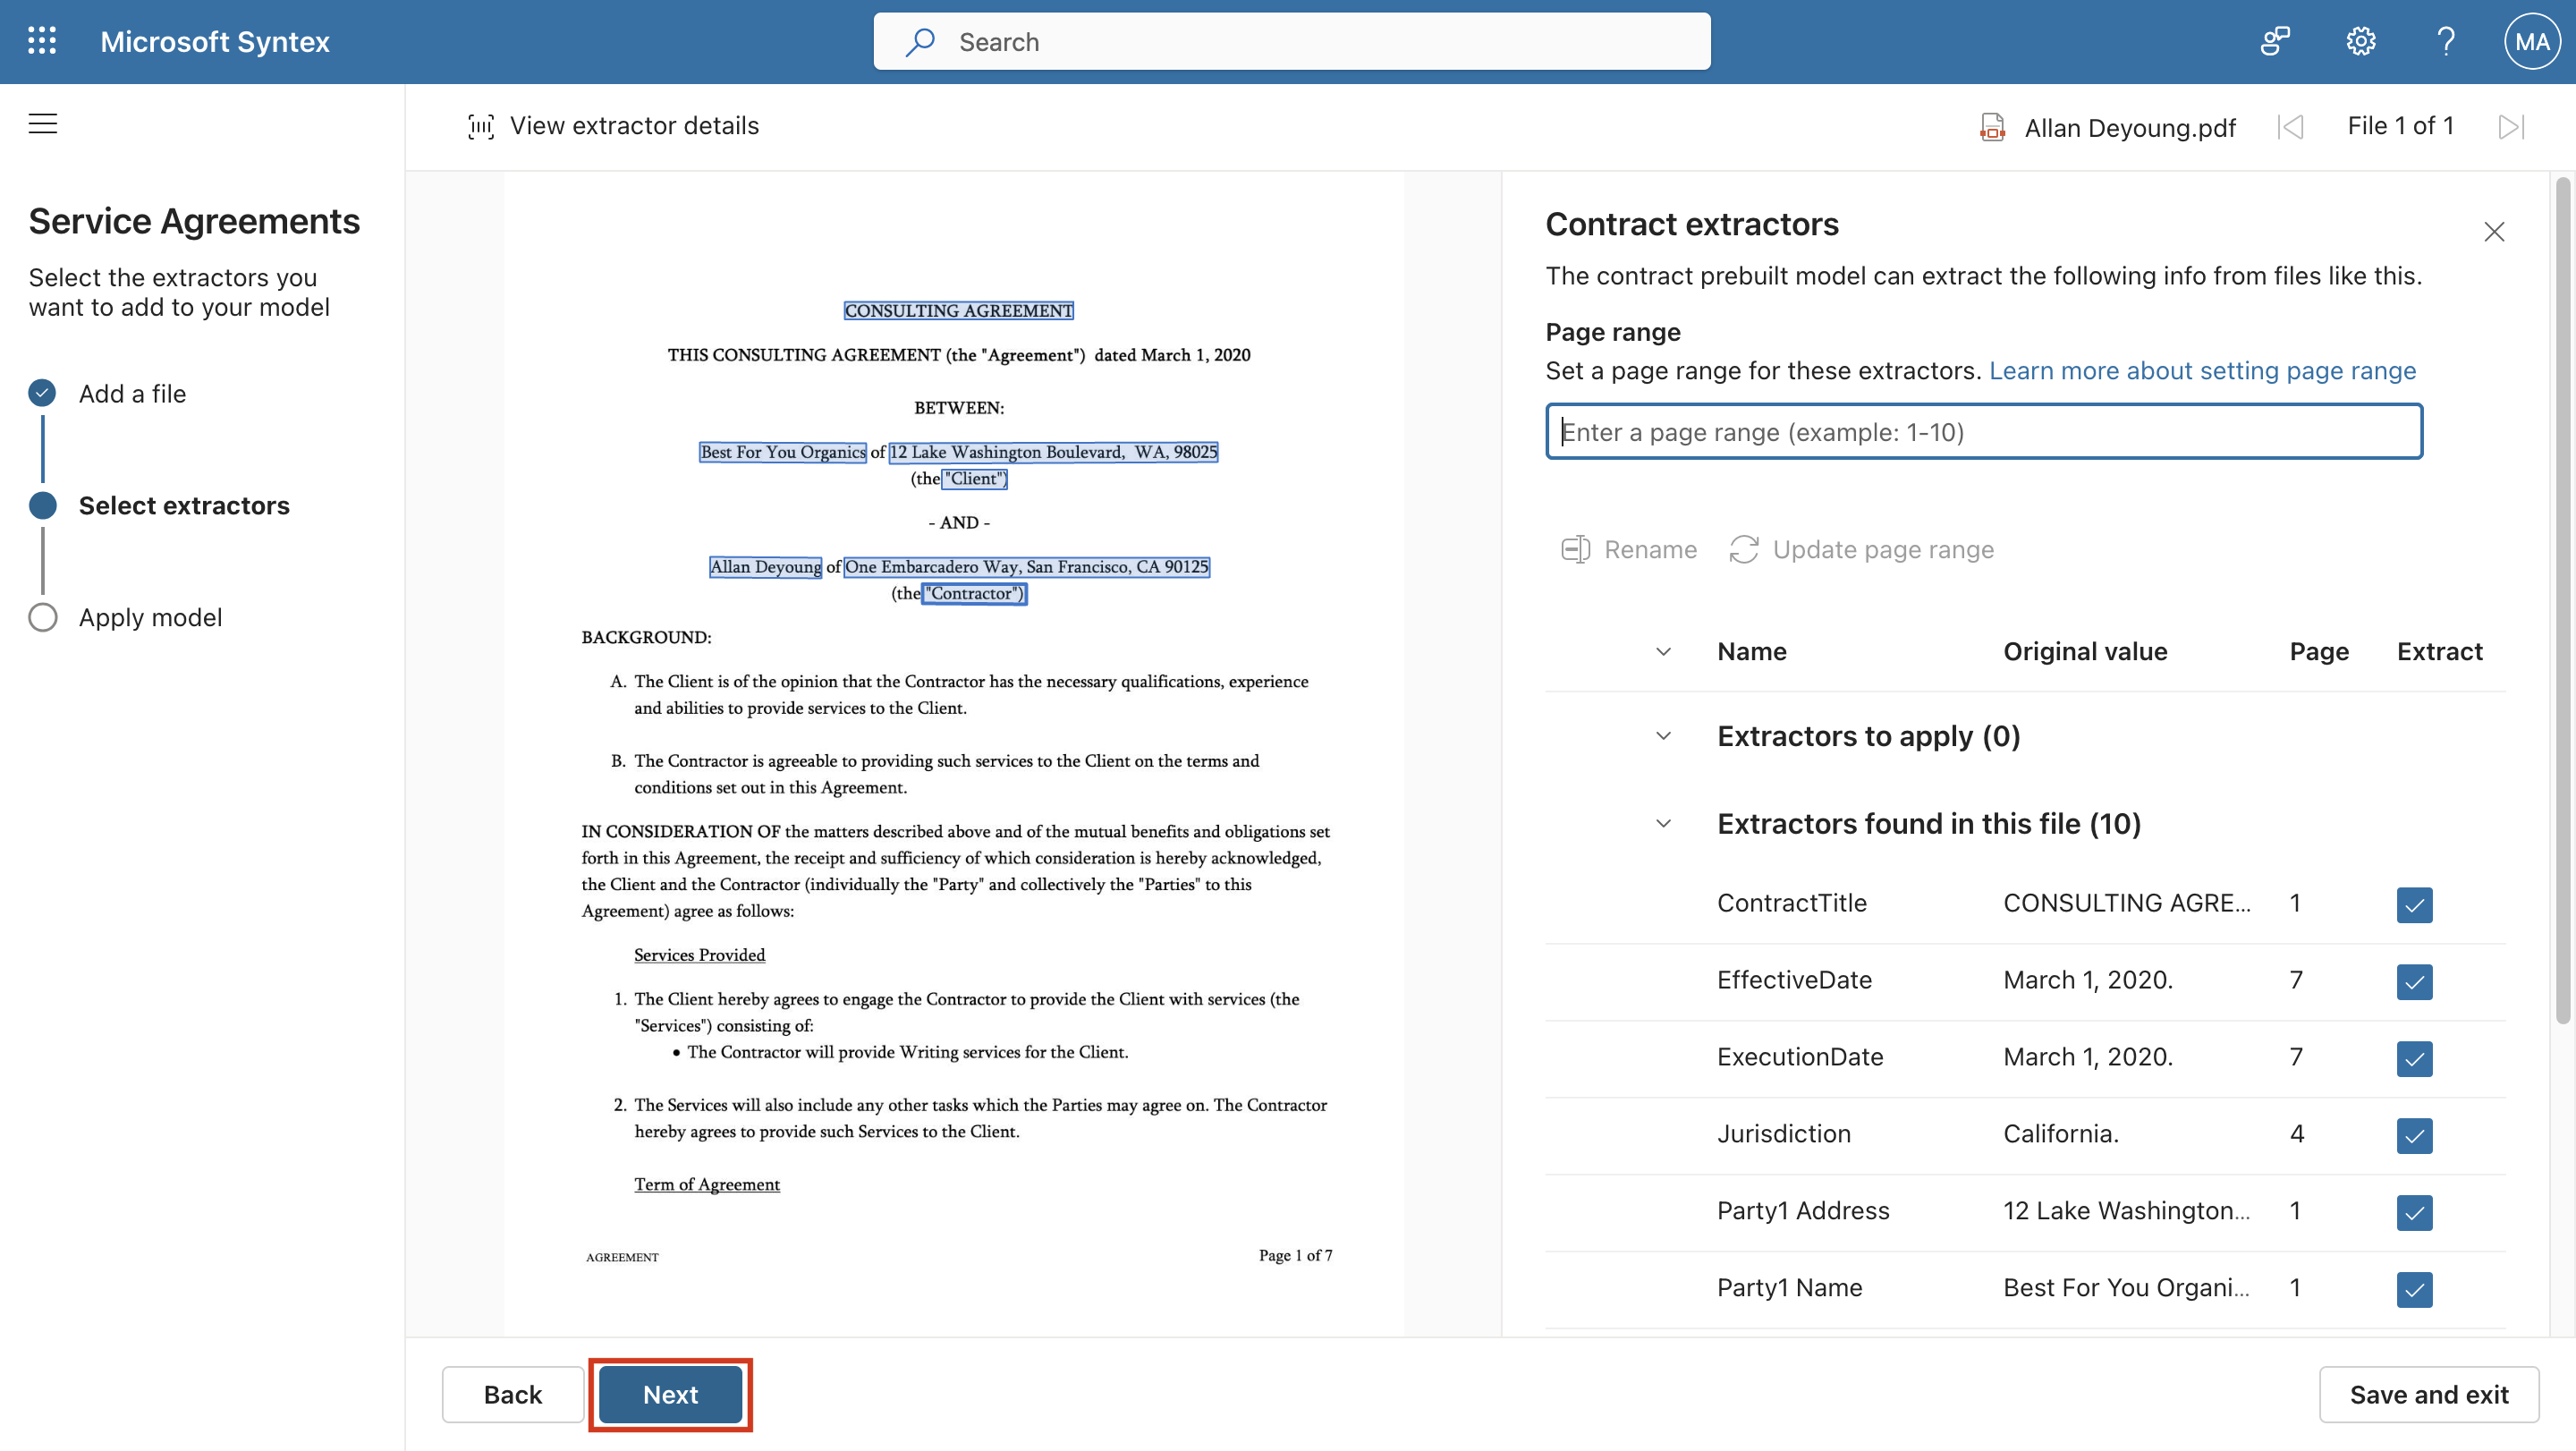 Microsoft Syntex
Search
MA
View extractor details
Allan Deyoung.pdf
File 1 of 1
Service Agreements
Select the extractors you
want to add to your model
Add a file
Select extractors
Apply model
CONSULTING AGREEMENT
THIS CONSULTING AGREEMENT (the "Agreement") dated March 1, 2020
BETWEEN:
Best For You Organics of 12 Lake Washington Boulevard, WA, 98025
(the "Client")
- AND -
Allan Deyoung of One Embarcadero Way, San Francisco, CA 90125
(the "Contractor")
BACKGROUND:
A. The Client is of the opinion that the Contractor has the necessary qualifications, experience
and abilities to provide services to the Client.
B. The Contractor is agreeable to providing such services to the Client on the terms and
conditions set out in this Agreement.
IN CONSIDERATION OF the matters described above and of the mutual benefits and obligations set
forth in this Agreement, the receipt and sufficiency of which consideration is hereby acknowledged,
the Client and the Contractor (individually the "Party" and collectively the "Parties" to this
Agreement) agree as follows:
Services Provided
1. The Client hereby agrees to engage the Contractor to provide the Client with services (the
"Services") consisting of:
• The Contractor will provide Writing services for the Client.
2. The Services will also include any other tasks which the Parties may agree on. The Contractor
hereby agrees to provide such Services to the Client.
Term of Agreement
AGREEMENT
Page 1 of 7
Contract extractors
The contract prebuilt model can extract the following info from files like this.
Page range
Set a page range for these extractors. Learn more about setting page range
Enter a page range (example: 1-10)
Rename
Update page range
Name Original value Page Extract
Extractors to apply (0)
Extractors found in this file (10)
ContractTitle CONSULTING AGRE... 1
EffectiveDate March 1, 2020. 7
ExecutionDate March 1, 2020. 7
Jurisdiction California. 4
Party1 Address 12 Lake Washington... 1
Party1 Name Best For You Organi... 1
Back
Next
Save and exit